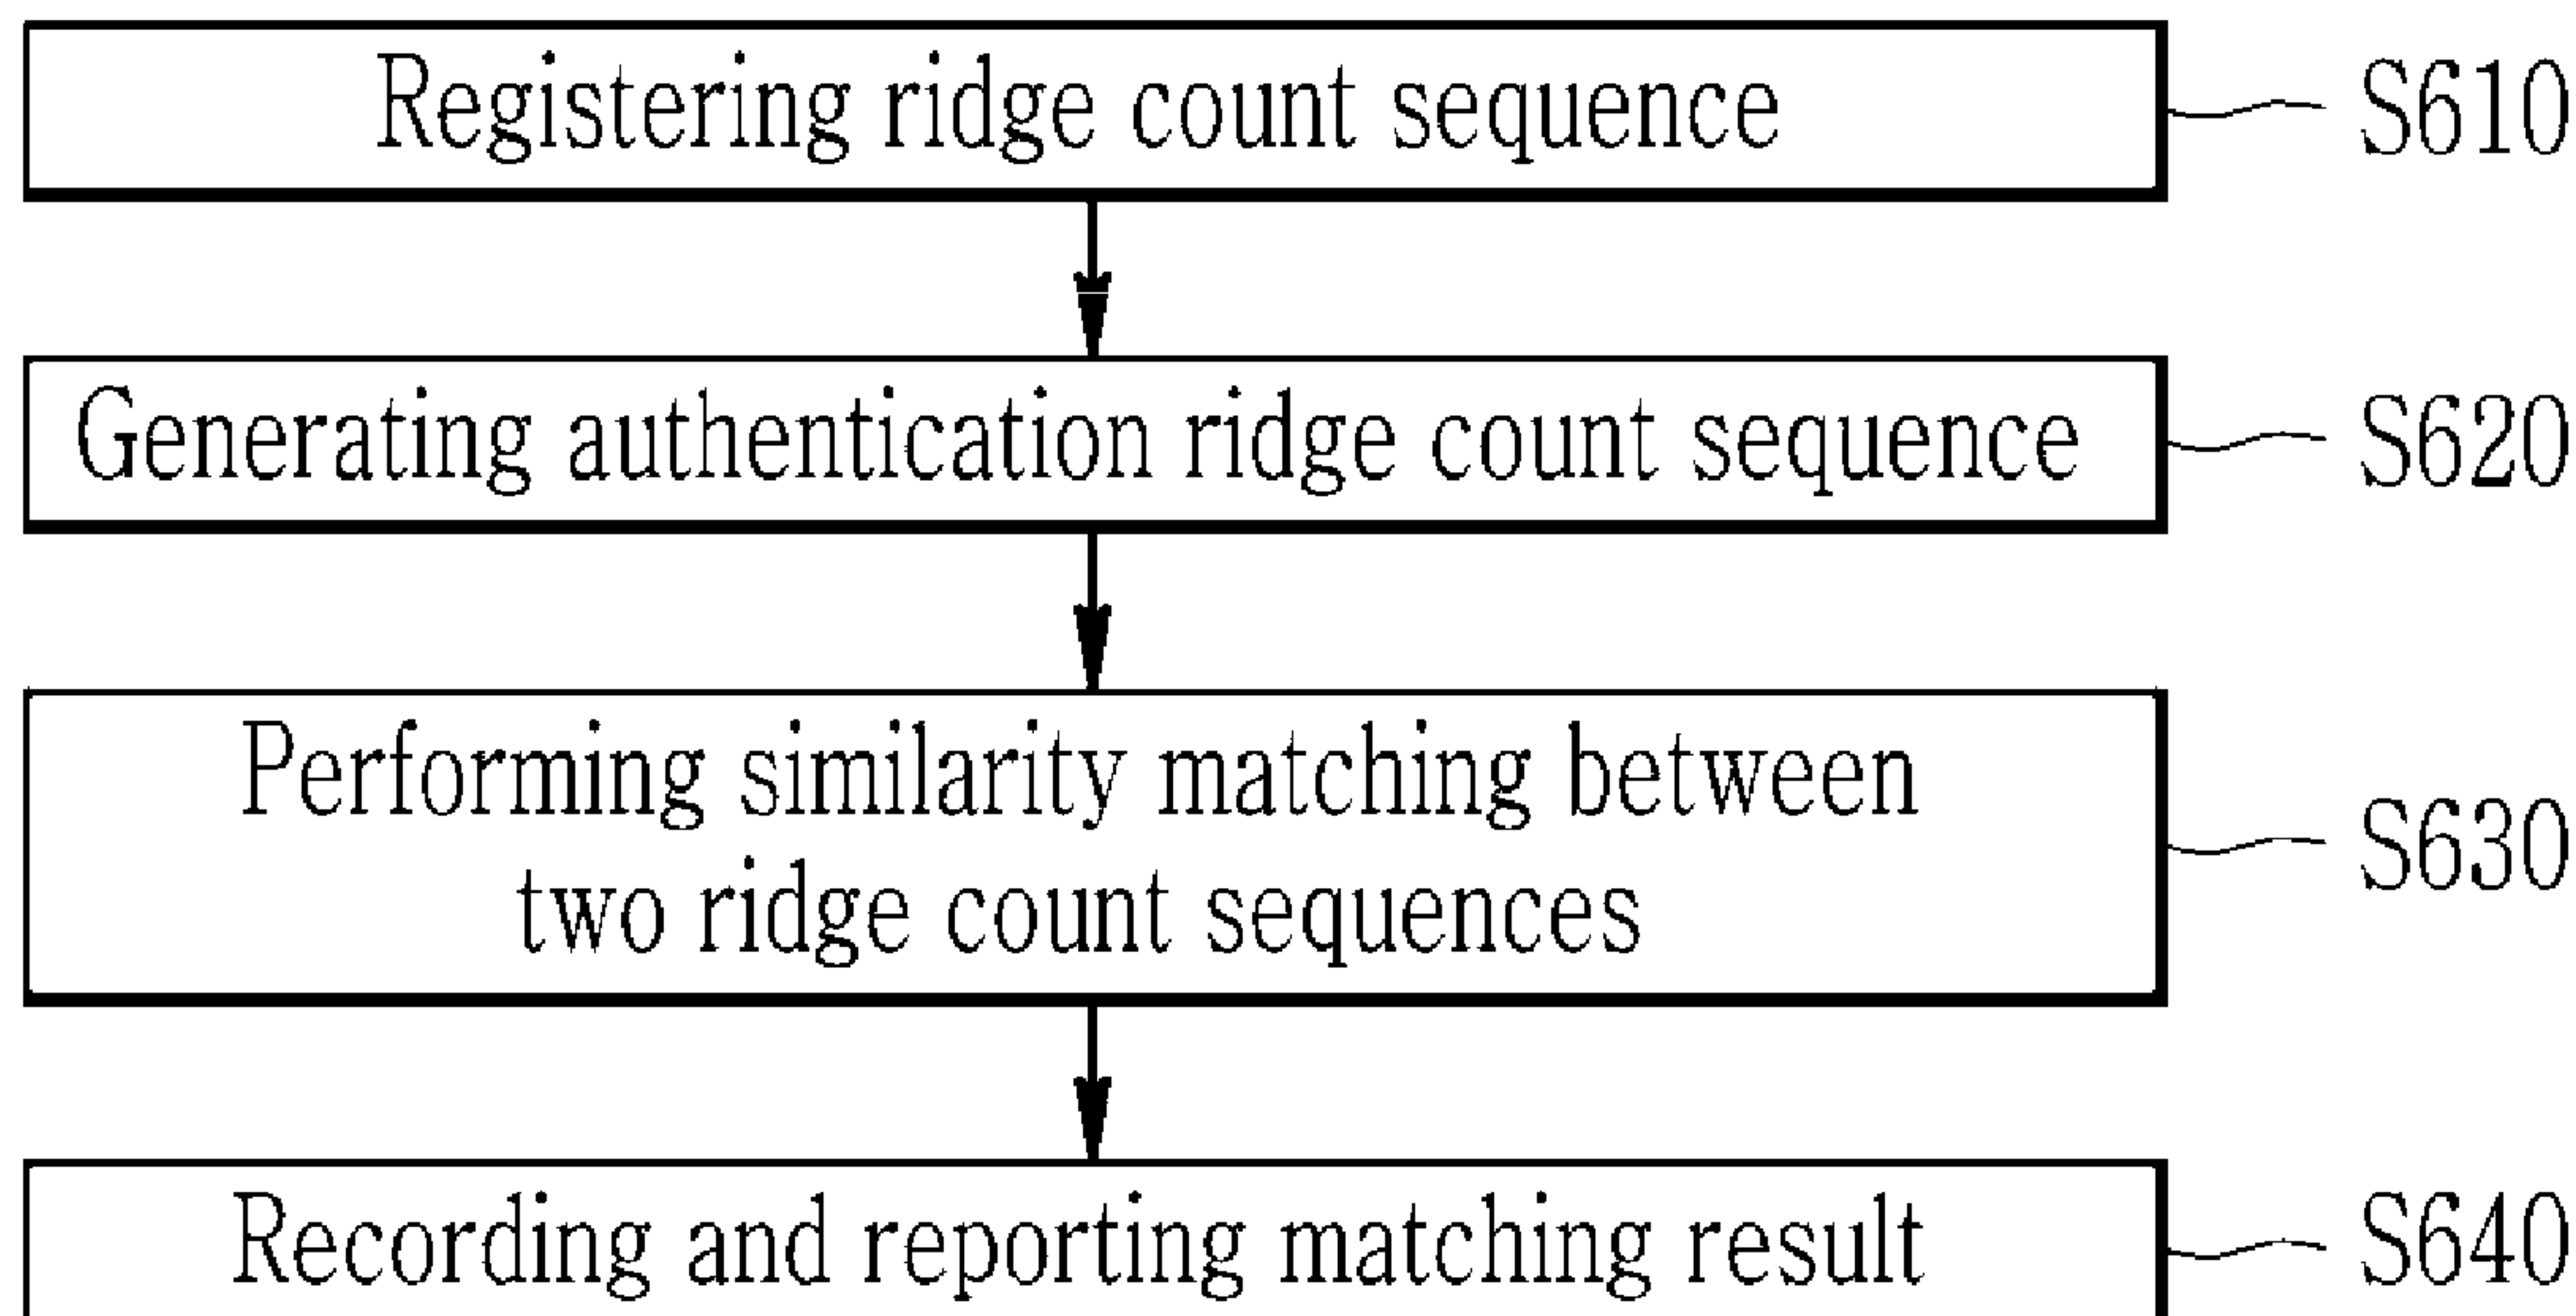 Registering ridge count sequence
S610
Generating authentication ridge count sequence
S620
Performing similarity matching between
two ridge count sequences
S630
Recording and reporting matching result
S640